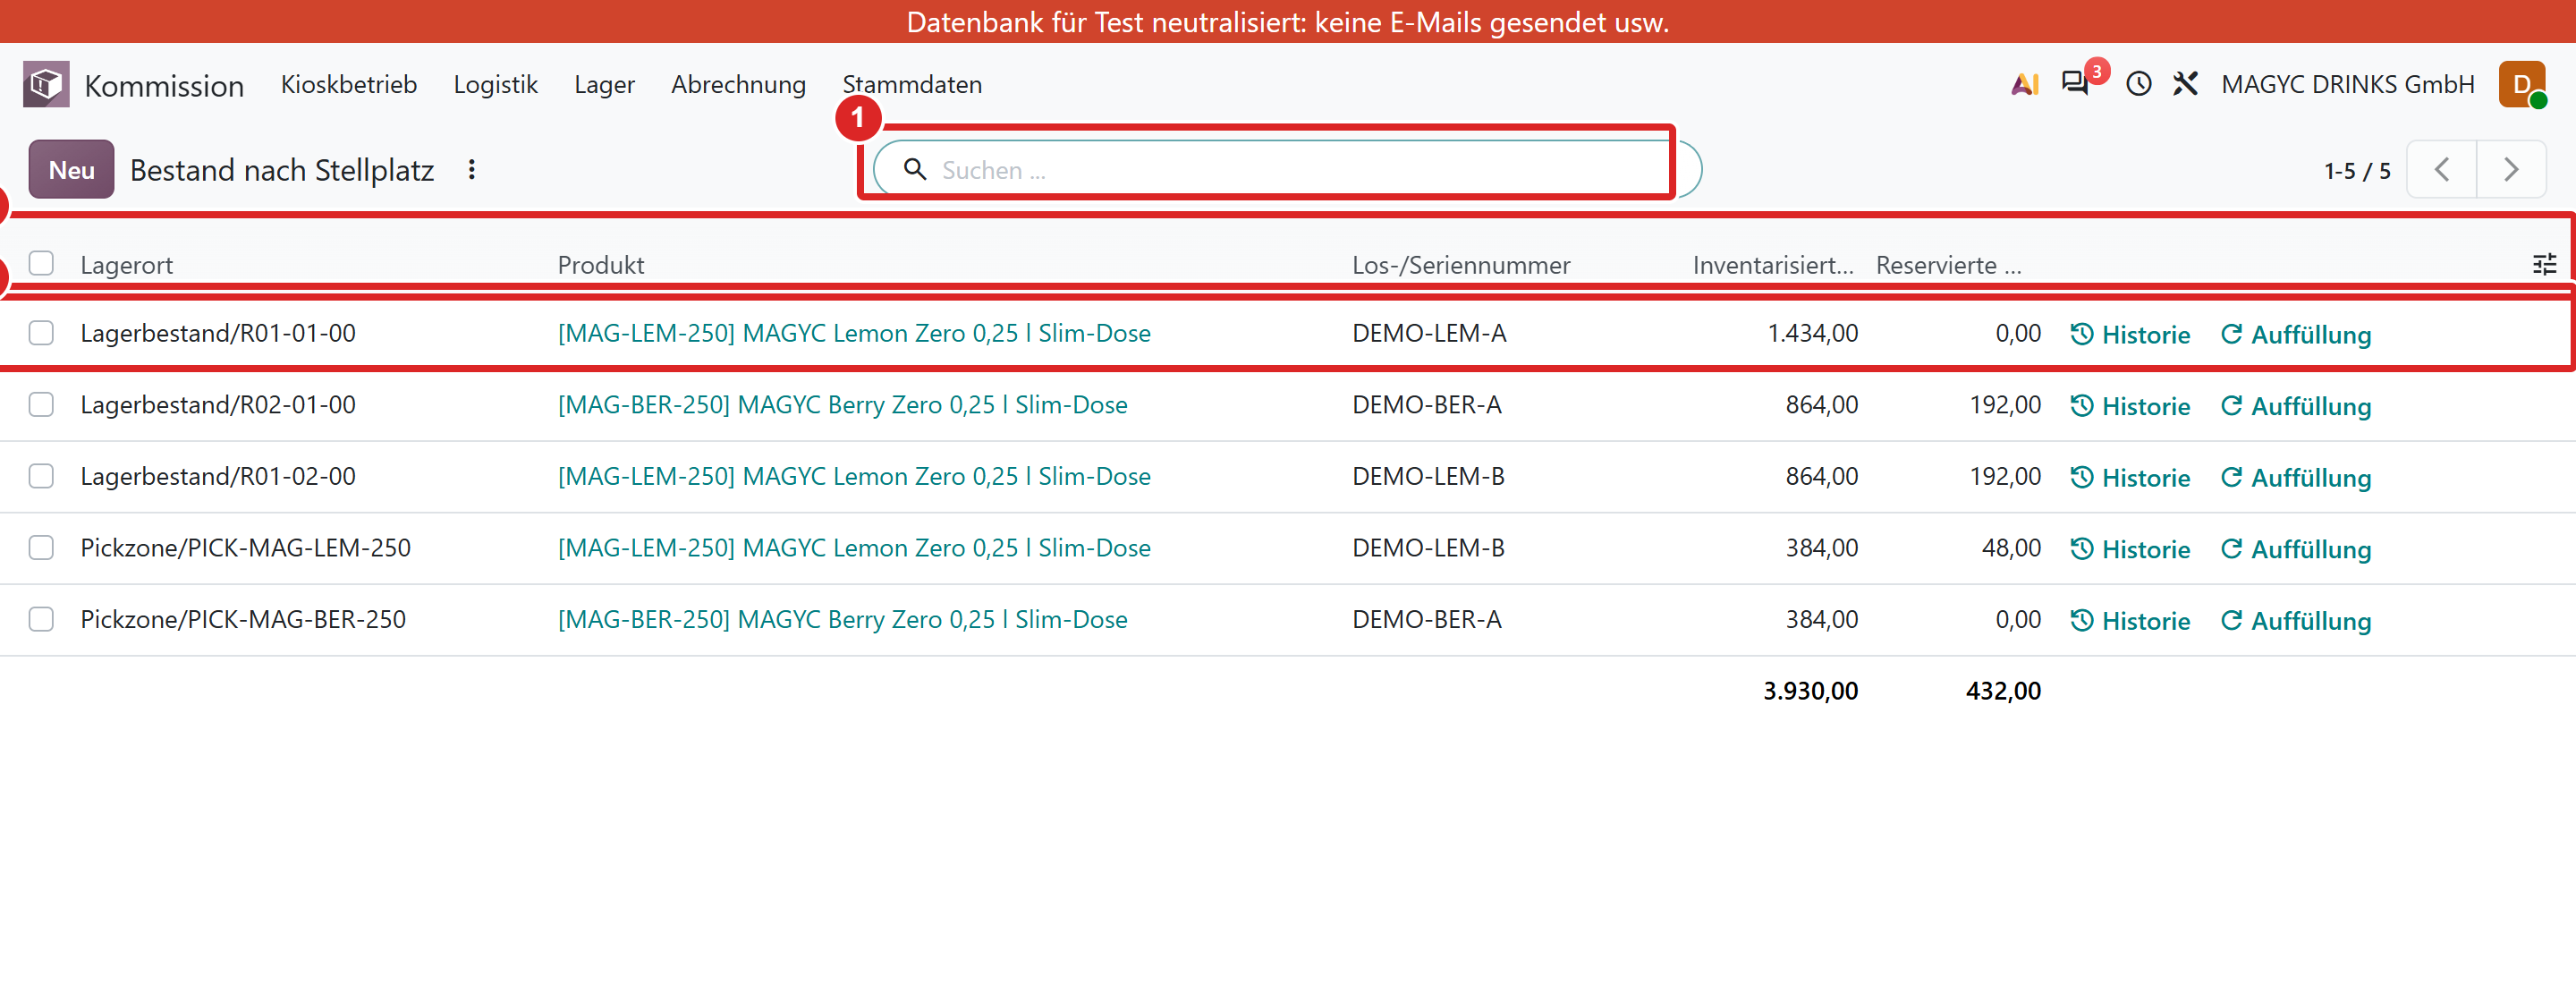 Datenbank für Test neutralisiert: keine E-Mails gesendet usw.
Kommission Kioskbetrieb Logistik Lager Abrechnung Stammdaten AI 3 MAGYC DRINKS GmbH D
1
Neu Bestand nach Stellplatz Suchen ... 1-5 / 5
Lagerort Produkt Los-/Seriennummer Inventarisiert... Reservierte ...
Lagerbestand/R01-01-00 [MAG-LEM-250] MAGYC Lemon Zero 0,25 l Slim-Dose DEMO-LEM-A 1.434,00 0,00 Historie Auffüllung
Lagerbestand/R02-01-00 [MAG-BER-250] MAGYC Berry Zero 0,25 l Slim-Dose DEMO-BER-A 864,00 192,00 Historie Auffüllung
Lagerbestand/R01-02-00 [MAG-LEM-250] MAGYC Lemon Zero 0,25 l Slim-Dose DEMO-LEM-B 864,00 192,00 Historie Auffüllung
Pickzone/PICK-MAG-LEM-250 [MAG-LEM-250] MAGYC Lemon Zero 0,25 l Slim-Dose DEMO-LEM-B 384,00 48,00 Historie Auffüllung
Pickzone/PICK-MAG-BER-250 [MAG-BER-250] MAGYC Berry Zero 0,25 l Slim-Dose DEMO-BER-A 384,00 0,00 Historie Auffüllung
3.930,00 432,00